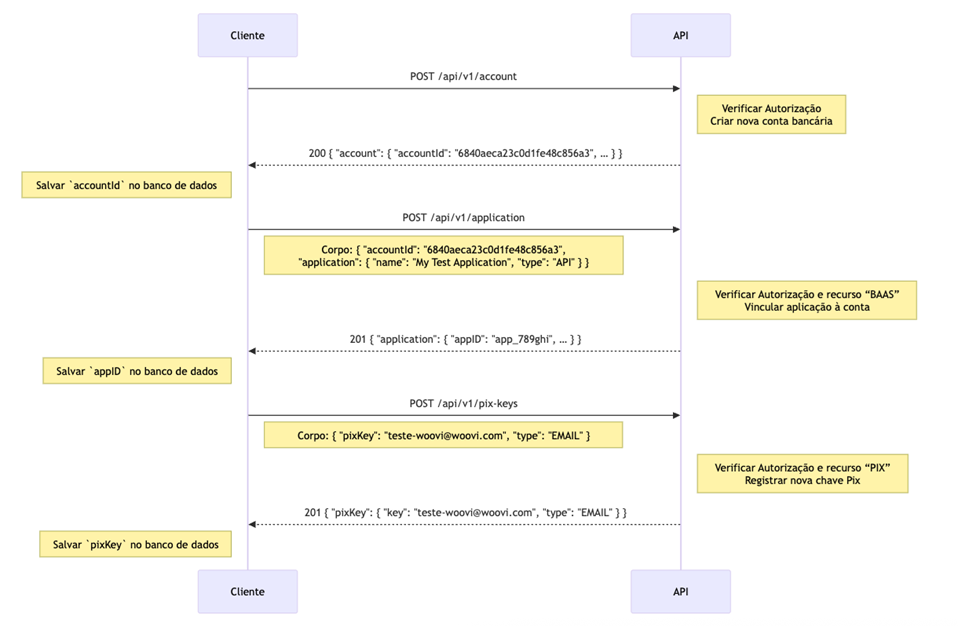 Cliente
API
POST /api/v1/account
Verificar Autorização
Criar nova conta bancária
200 { "account": { "accountId": "6840aeca23c0d1fe48c856a3", … } }
Salvar `accountId` no banco de dados
POST /api/v1/application
Corpo: { "accountId": "6840aeca23c0d1fe48c856a3",
"application": { "name": "My Test Application", "type": "API" } }
Verificar Autorização e recurso “BAAS”
Vincular aplicação à conta
201 { "application": { "appID": "app_789ghi", … } }
Salvar `appID` no banco de dados
POST /api/v1/pix-keys
Corpo: { "pixKey": "teste-woovi@woovi.com", "type": "EMAIL" }
Verificar Autorização e recurso “PIX”
Registrar nova chave Pix
201 { "pixKey": { "key": "teste-woovi@woovi.com", "type": "EMAIL" } }
Salvar `pixKey` no banco de dados
Cliente
API